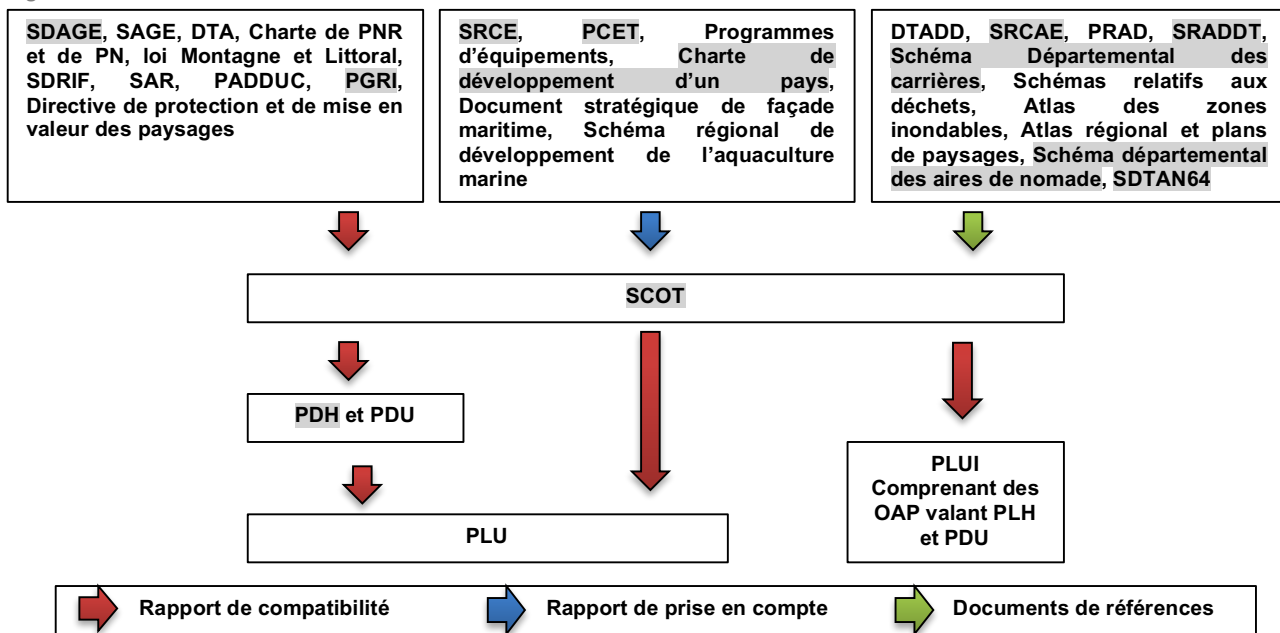 SDAGE, SAGE, DTA, Charte de PNR
et de PN, loi Montagne et Littoral,
SDRIF, SAR, PADDUC, PGRI,
Directive de protection et de mise en
valeur des paysages
SRCE, PCET, Programmes
d'équipements, Charte de
développement d'un pays,
Document stratégique de façade
maritime, Schéma régional de
développement de l'aquaculture
marine
DTADD, SRCAE, PRAD, SRADDT,
Schéma Départemental des
carrières, Schémas relatifs aux
déchets, Atlas des zones
inondables, Atlas régional et plans
de paysages, Schéma départemental
des aires de nomade, SDTAN64
SCOT
PDH et PDU
PLU
PLUI
Comprenant des
OAP valant PLH
et PDU
Rapport de compatibilité
Rapport de prise en compte
Documents de références